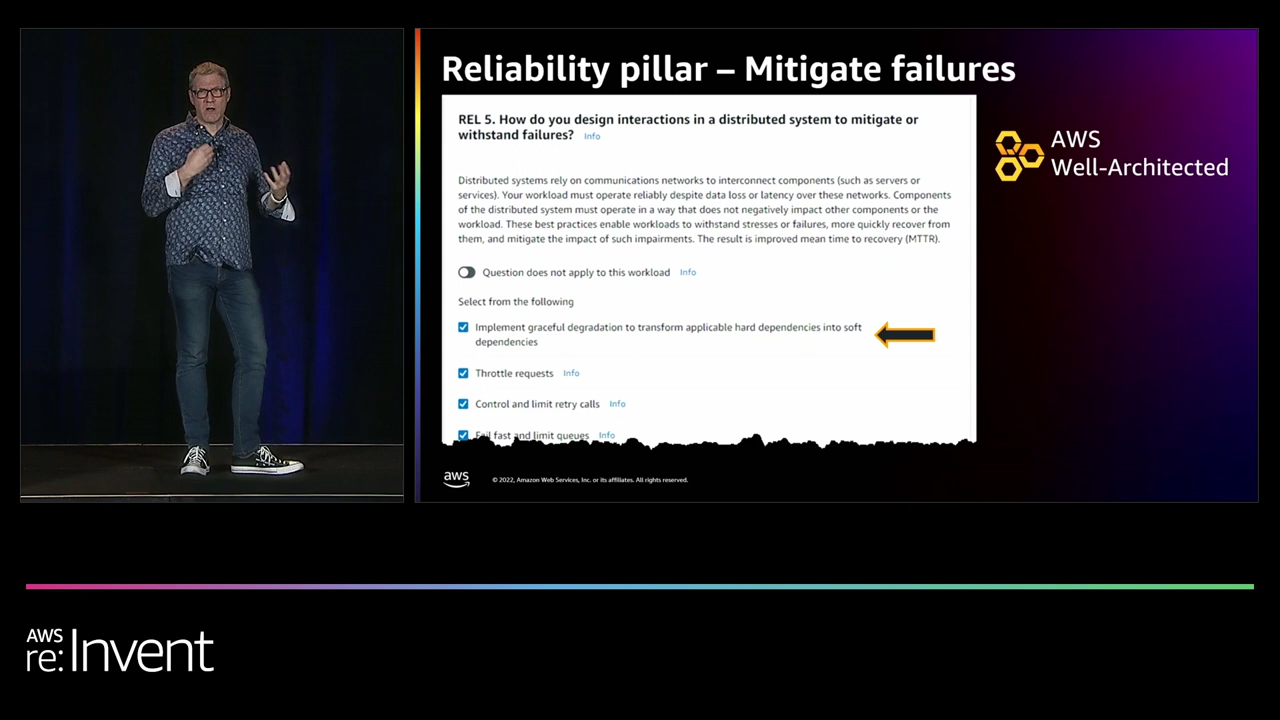 Reliability pillar – Mitigate failures
REL 5. How do you design interactions in a distributed system to mitigate or
withstand failures? Info
Distributed systems rely on communications networks to interconnect components (such as servers or
services). Your workload must operate reliably despite data loss or latency over these networks. Components
of the distributed system must operate in a way that does not negatively impact other components or the
workload. These best practices enable workloads to withstand stresses or failures, more quickly recover from
them, and mitigate the impact of such impairments. The result is improved mean time to recovery (MTTR).
Question does not apply to this workload Info
Select from the following
Implement graceful degradation to transform applicable hard dependencies into soft
dependencies
Throttle requests Info
Control and limit retry calls Info
Fail fast and limit queues Info
AWS
Well-Architected
aws
© 2022, Amazon Web Services, Inc. or its affiliates. All rights reserved.
AWS
re:Invent